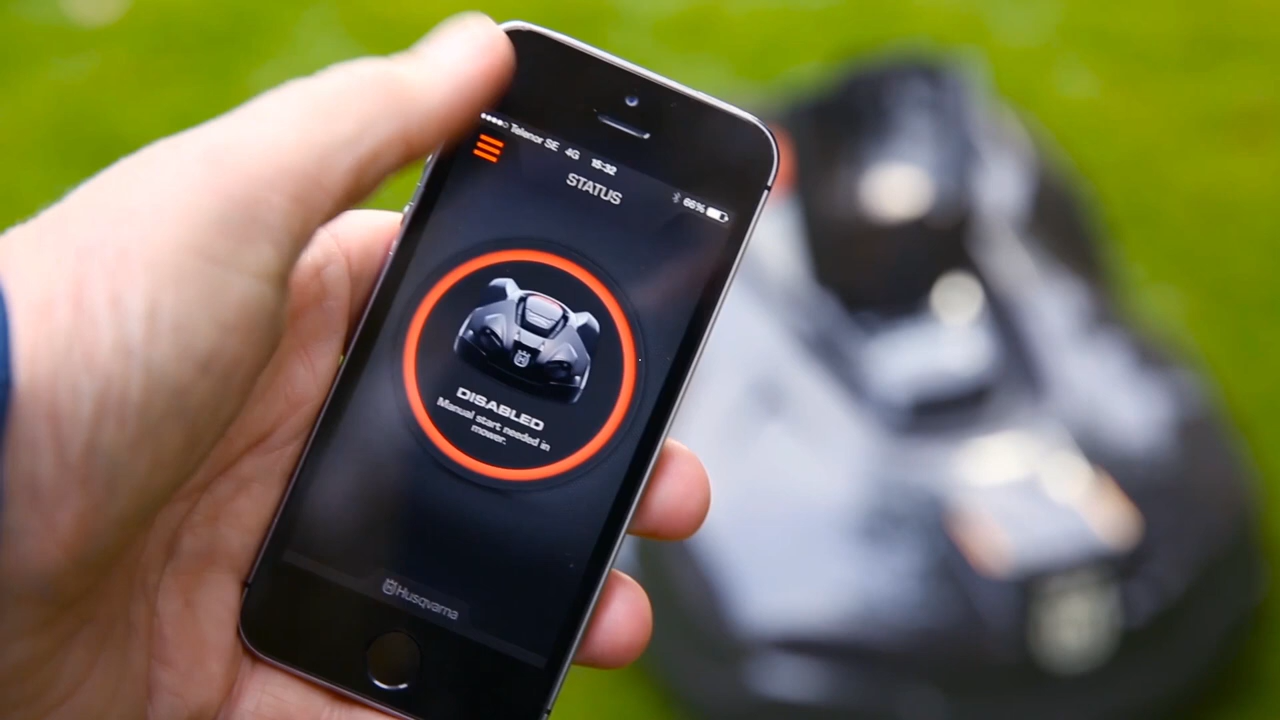 Telenor SE 4G 15:32 66%
STATUS
DISABLED
Manual start needed in
mower.
Husqvarna